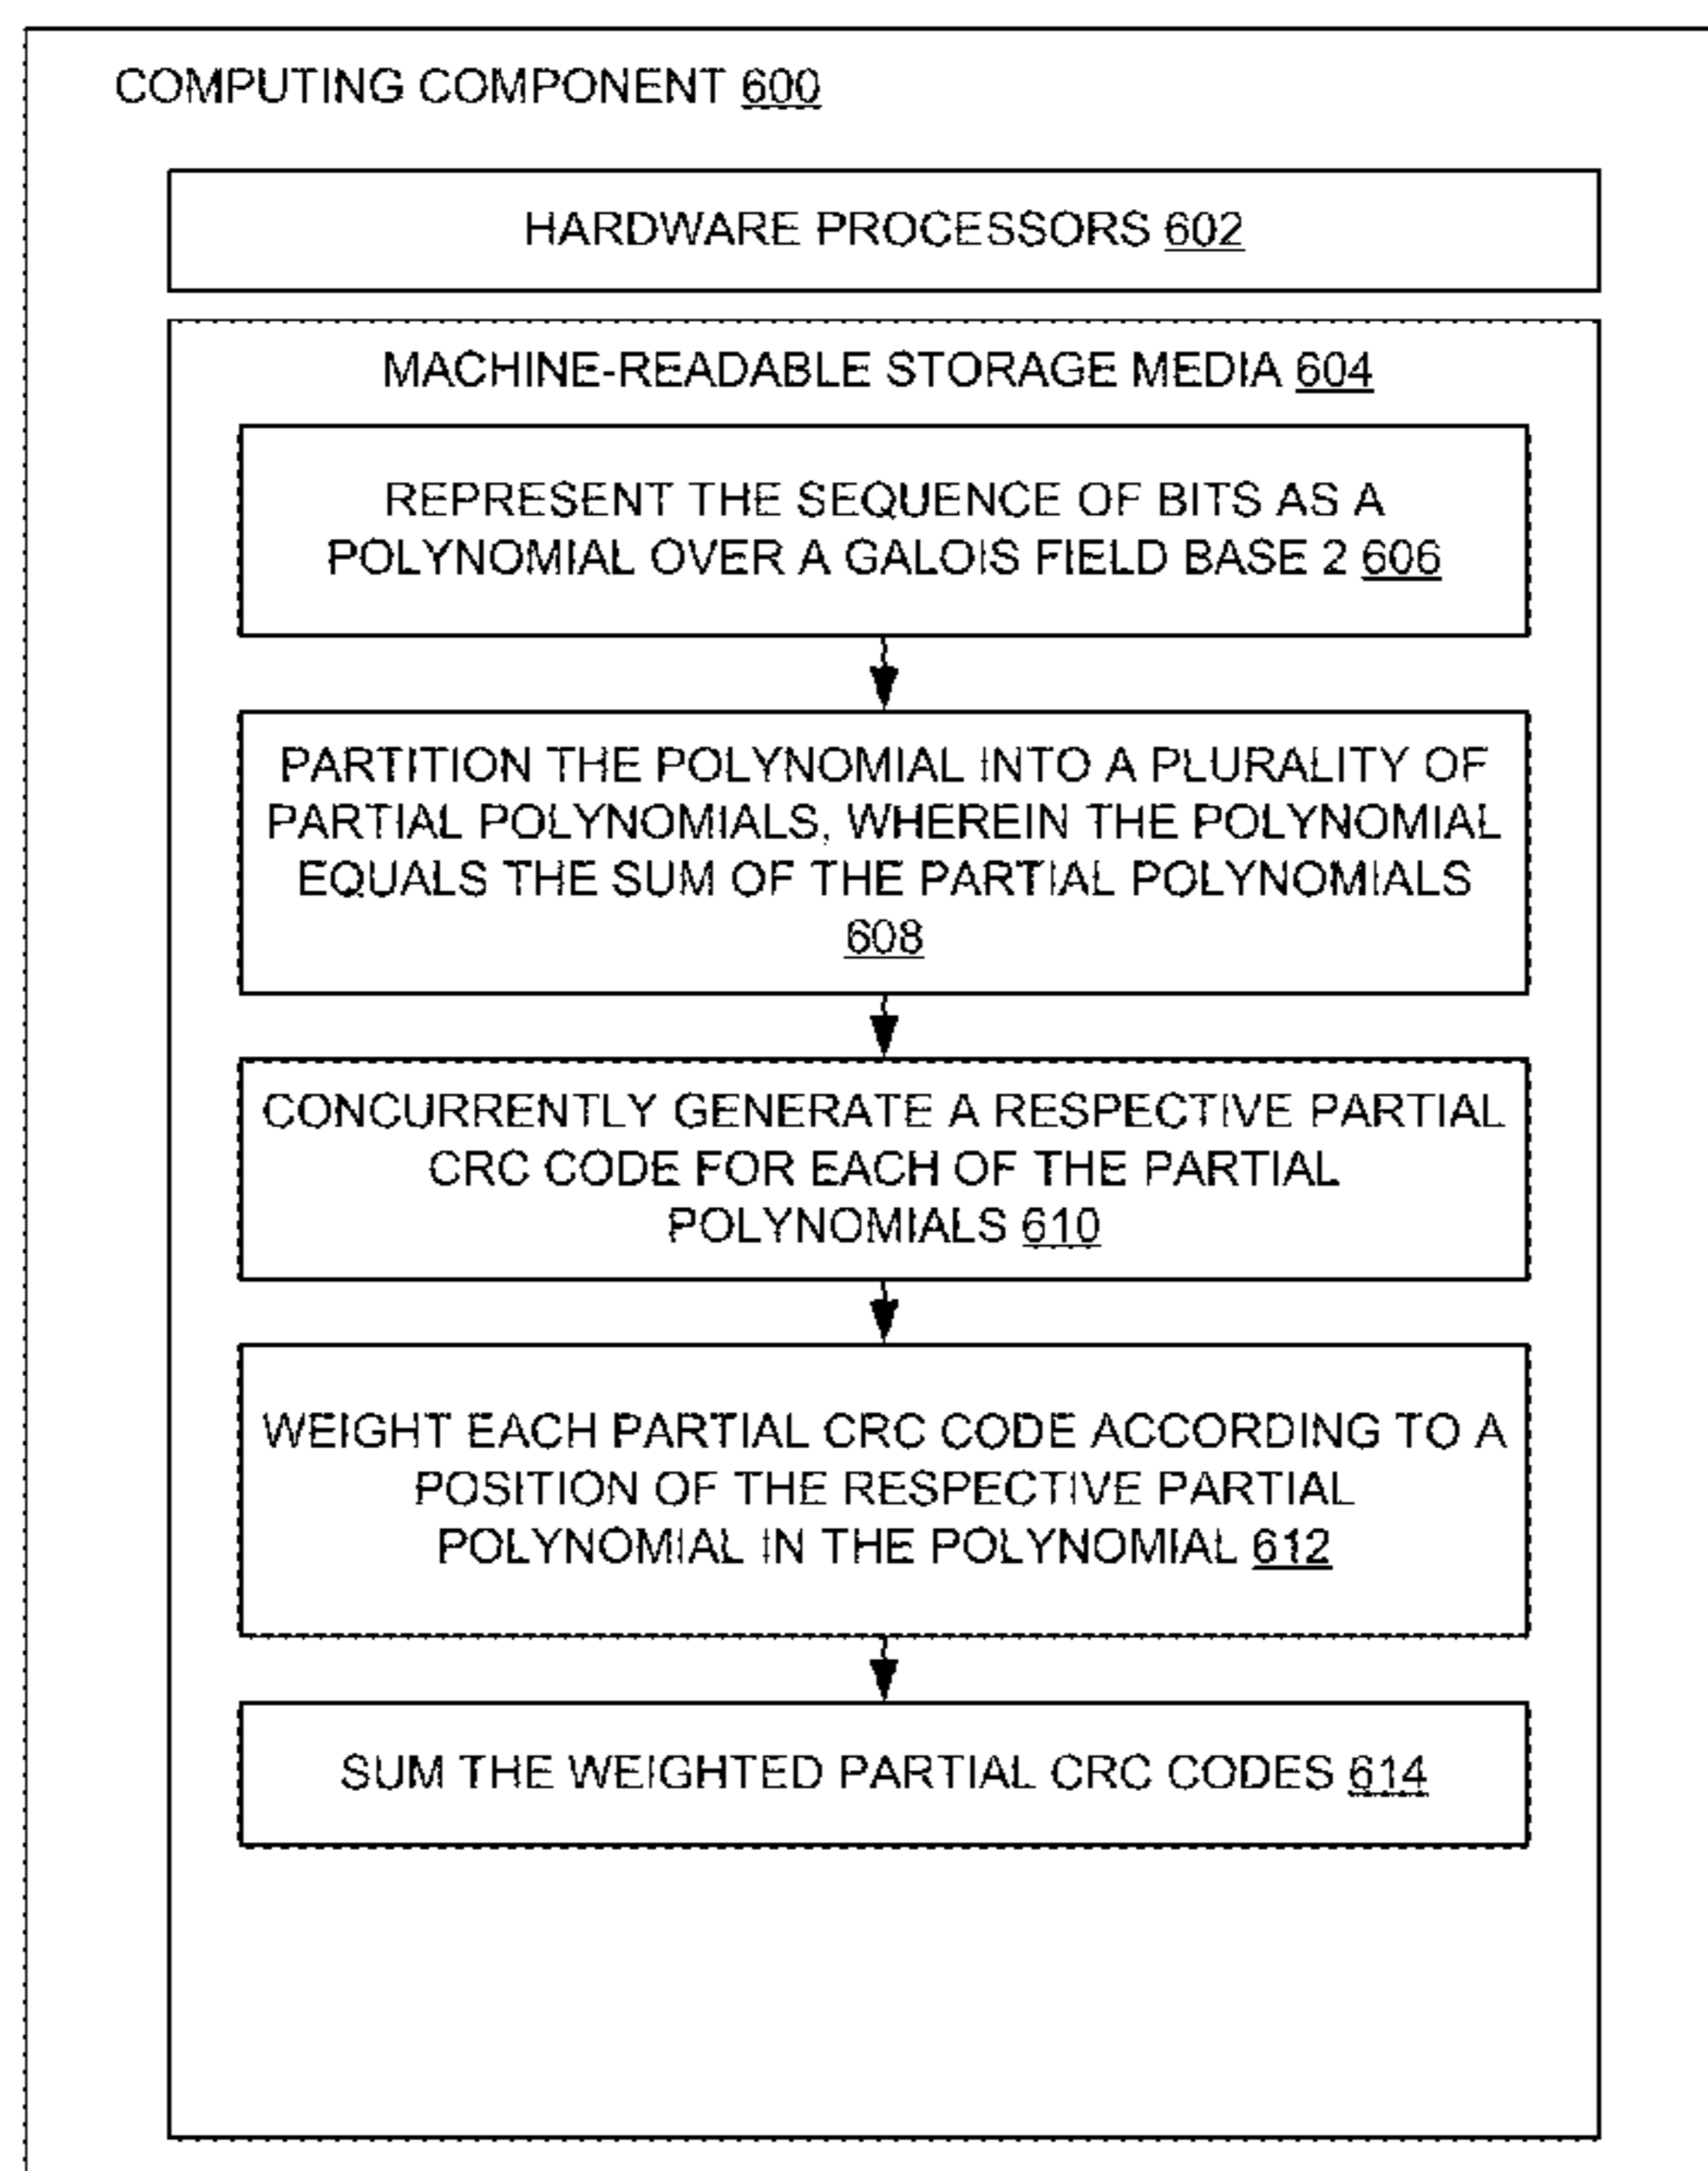 COMPUTING COMPONENT 600
HARDWARE PROCESSORS 602
MACHINE-READABLE STORAGE MEDIA 604
REPRESENT THE SEQUENCE OF BITS AS A
POLYNOMIAL OVER A GALOIS FIELD BASE 2 606
PARTITION THE POLYNOMIAL INTO A PLURALITY OF
PARTIAL POLYNOMIALS, WHEREIN THE POLYNOMIAL
EQUALS THE SUM OF THE PARTIAL POLYNOMIALS
608
CONCURRENTLY GENERATE A RESPECTIVE PARTIAL
CRC CODE FOR EACH OF THE PARTIAL
POLYNOMIALS 610
WEIGHT EACH PARTIAL CRC CODE ACCORDING TO A
POSITION OF THE RESPECTIVE PARTIAL
POLYNOMIAL IN THE POLYNOMIAL 612
SUM THE WEIGHTED PARTIAL CRC CODES 614